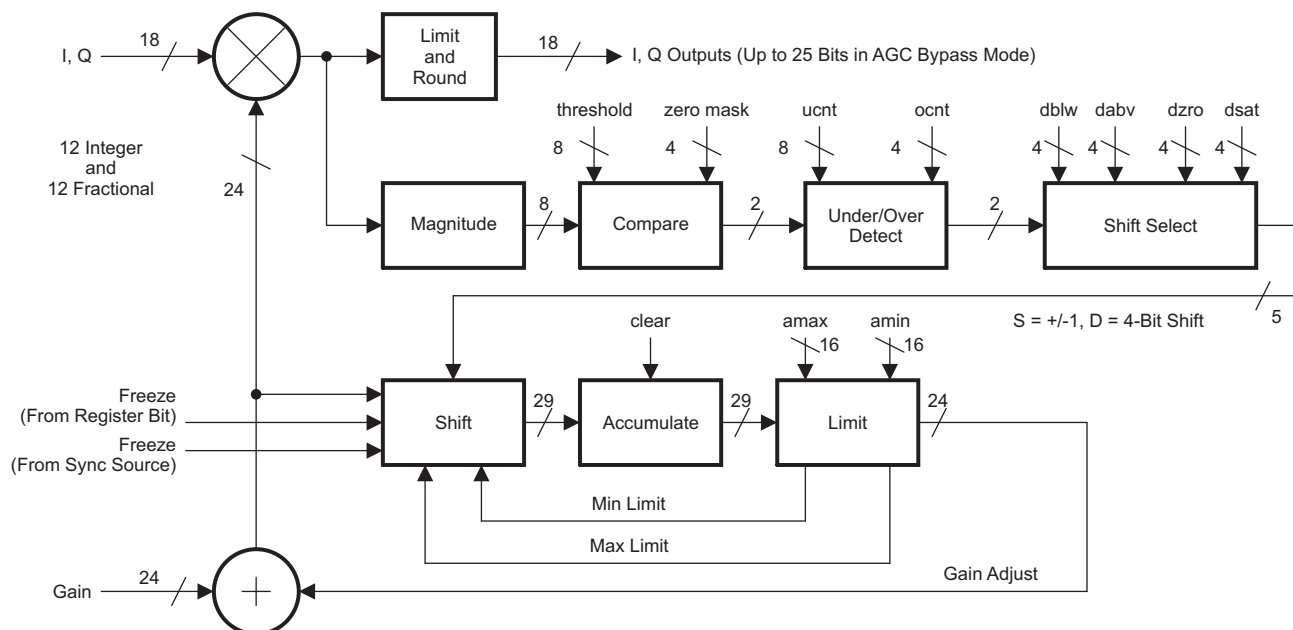 18
I, Q
Limit
and
Round
18
I, Q Outputs (Up to 25 Bits in AGC Bypass Mode)
12 Integer
and
12 Fractional
24
threshold
8
zero mask
4
ucnt
8
ocnt
4
dblw
4
dabv
4
dzro
4
dsat
4
Magnitude
8
Compare
2
Under/Over
Detect
2
Shift Select
5
S = +/-1, D = 4-Bit Shift
clear
amax
16
amin
16
Freeze
(From Register Bit)
Freeze
(From Sync Source)
Shift
29
Accumulate
29
Limit
24
Min Limit
Max Limit
Gain Adjust
Gain
24
+